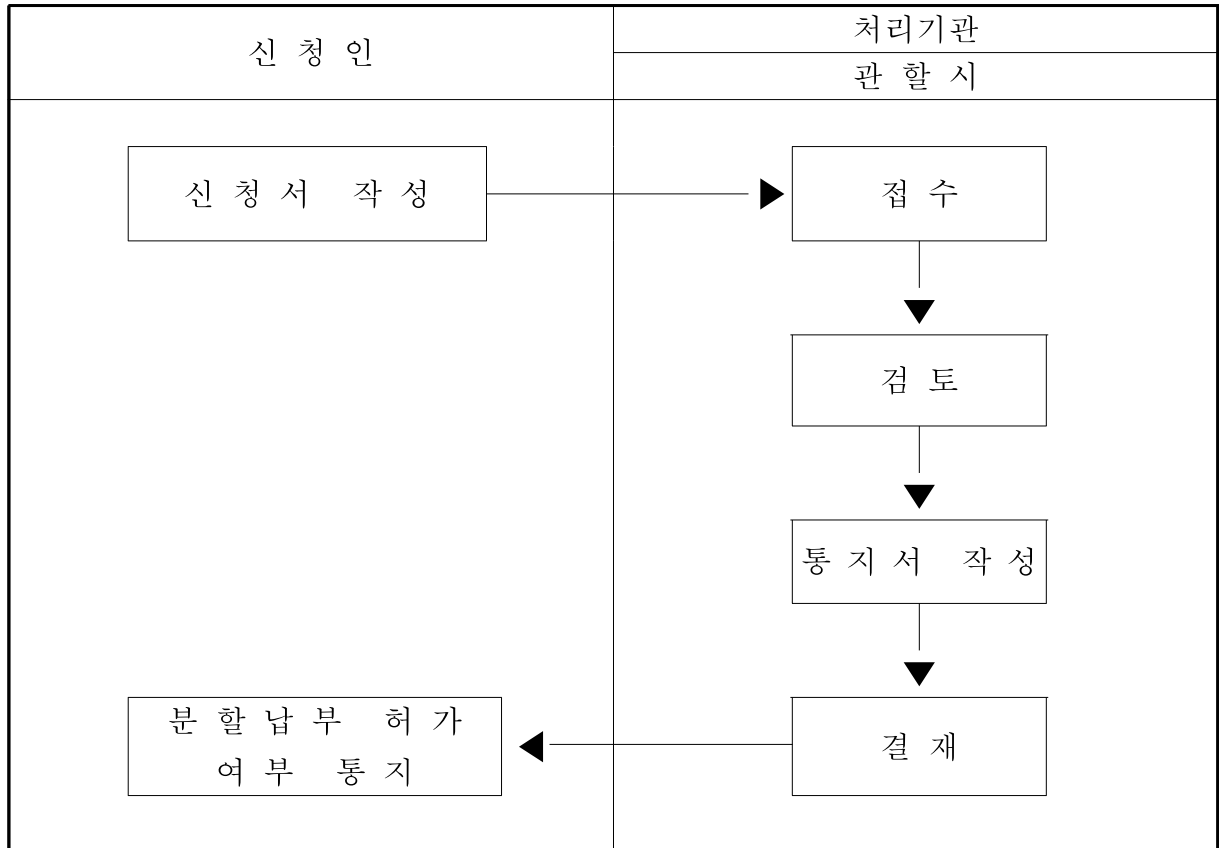 신 청 인
처리기관
관 할 시
신 청 서 작 성
접 수
검 토
통 지 서 작 성
결 재
분 할 납 부 허 가
여 부 통 지